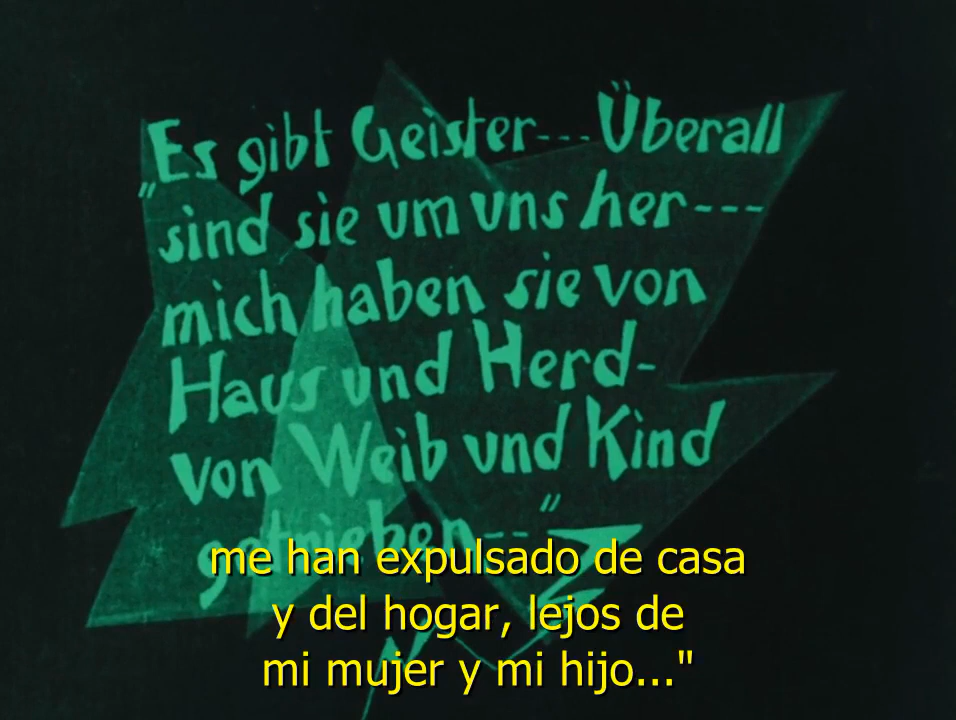 „Es gibt Geister--- Überall
sind sie um uns her---
mich haben sie von
Haus und Herd-
von Weib und Kind
getrieben---"
me han expulsado de casa
y del hogar, lejos de
mi mujer y mi hijo..."